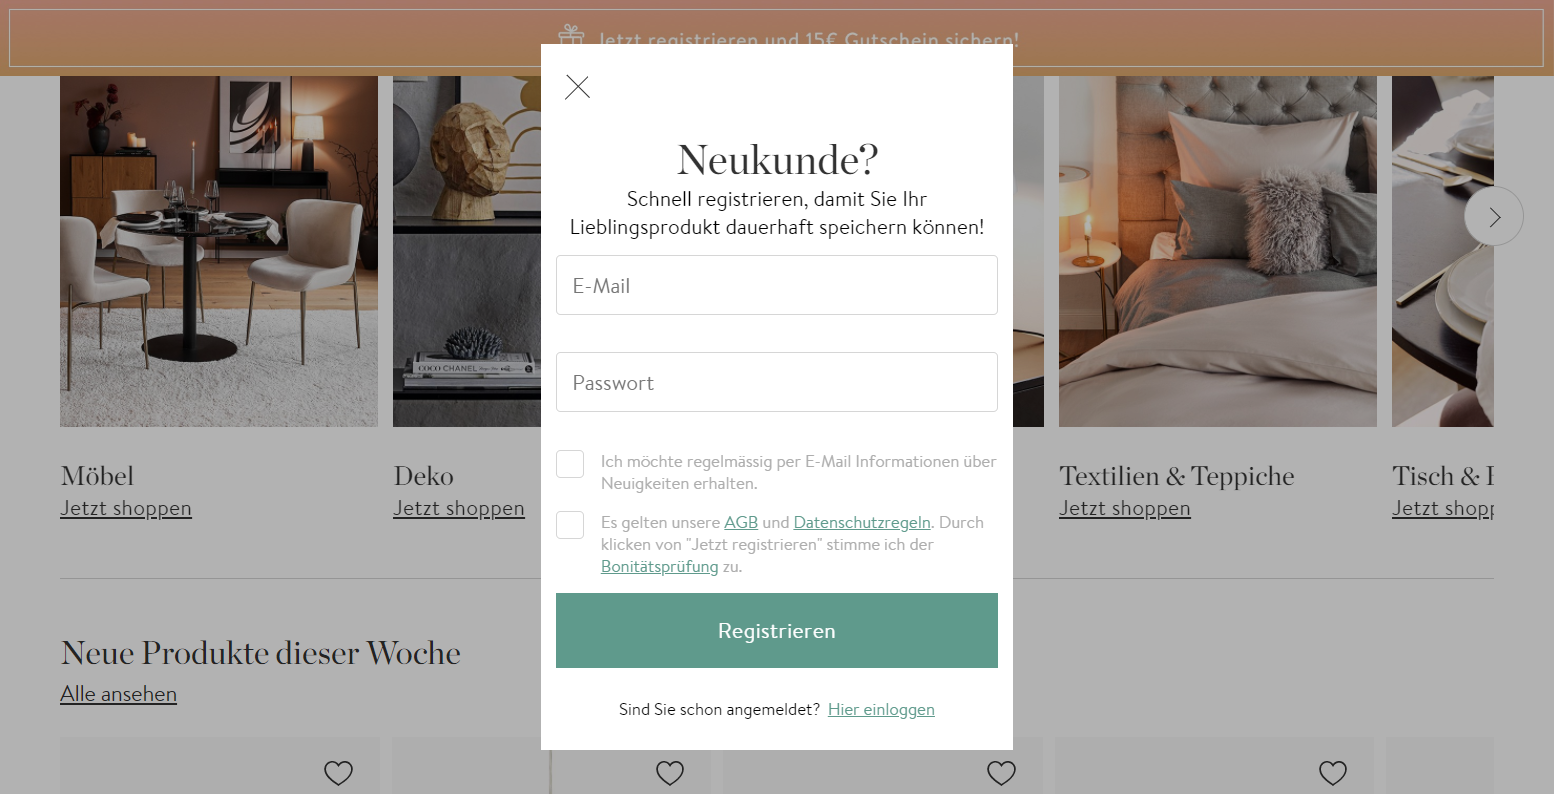 Jetzt registrieren und 15€ Gutschein sichern!
Neukunde?
Schnell registrieren, damit Sie Ihr
Lieblingsprodukt dauerhaft speichern können!
E-Mail
Passwort
Ich möchte regelmässig per E-Mail Informationen über
Neuigkeiten erhalten.
Es gelten unsere AGB und Datenschutzregeln. Durch
klicken von "Jetzt registrieren" stimme ich der
Bonitätsprüfung zu.
Registrieren
Sind Sie schon angemeldet? Hier einloggen
COCO CHANEL
Möbel
Jetzt shoppen
Deko
Jetzt shoppen
Textilien & Teppiche
Jetzt shoppen
Tisch &
Jetzt
Neue Produkte dieser Woche
Alle ansehen